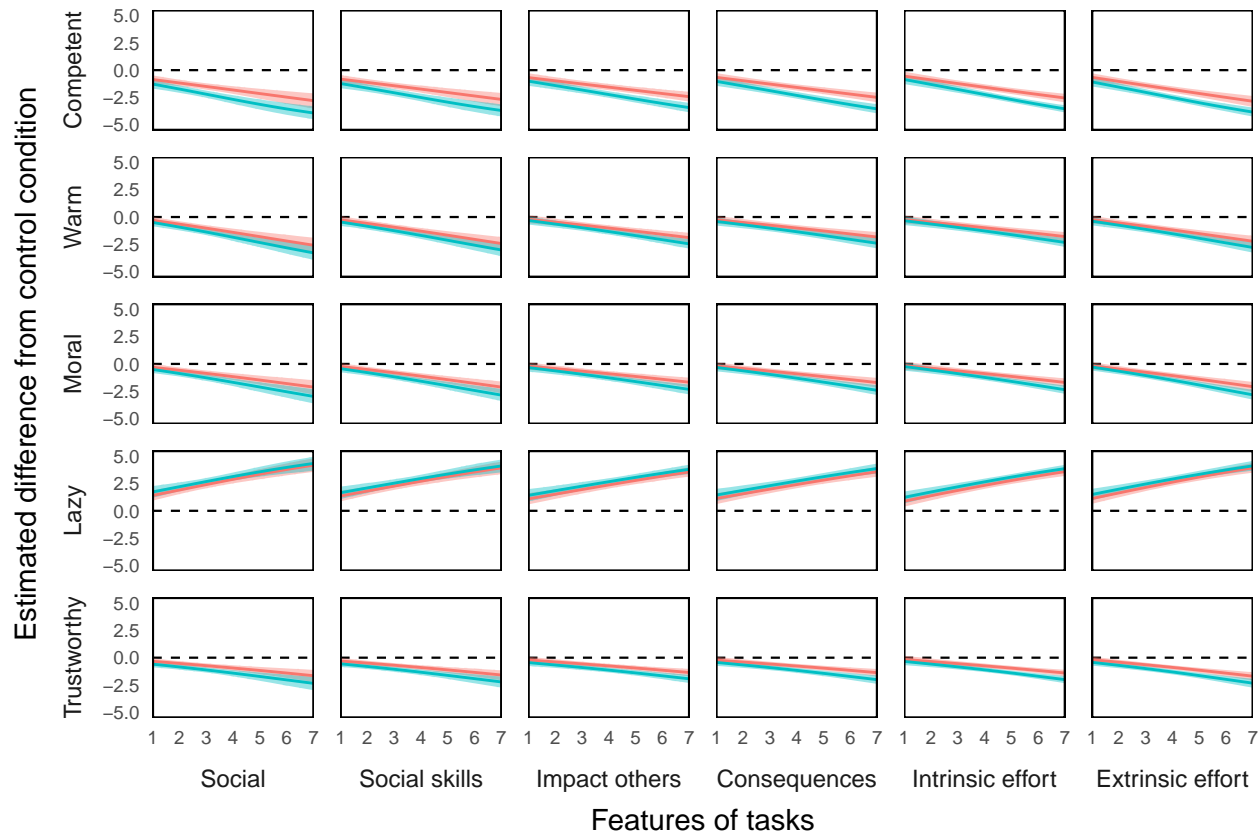 Estimated difference from control condition
Competent
5.0
2.5
0.0
−2.5
−5.0
Warm
5.0
2.5
0.0
−2.5
−5.0
Moral
5.0
2.5
0.0
−2.5
−5.0
Lazy
5.0
2.5
0.0
−2.5
−5.0
Trustworthy
5.0
2.5
0.0
−2.5
−5.0
1 2 3 4 5 6 7 1 2 3 4 5 6 7 1 2 3 4 5 6 7 1 2 3 4 5 6 7 1 2 3 4 5 6 7 1 2 3 4 5 6 7
Social Social skills Impact others Consequences Intrinsic effort Extrinsic effort
Features of tasks